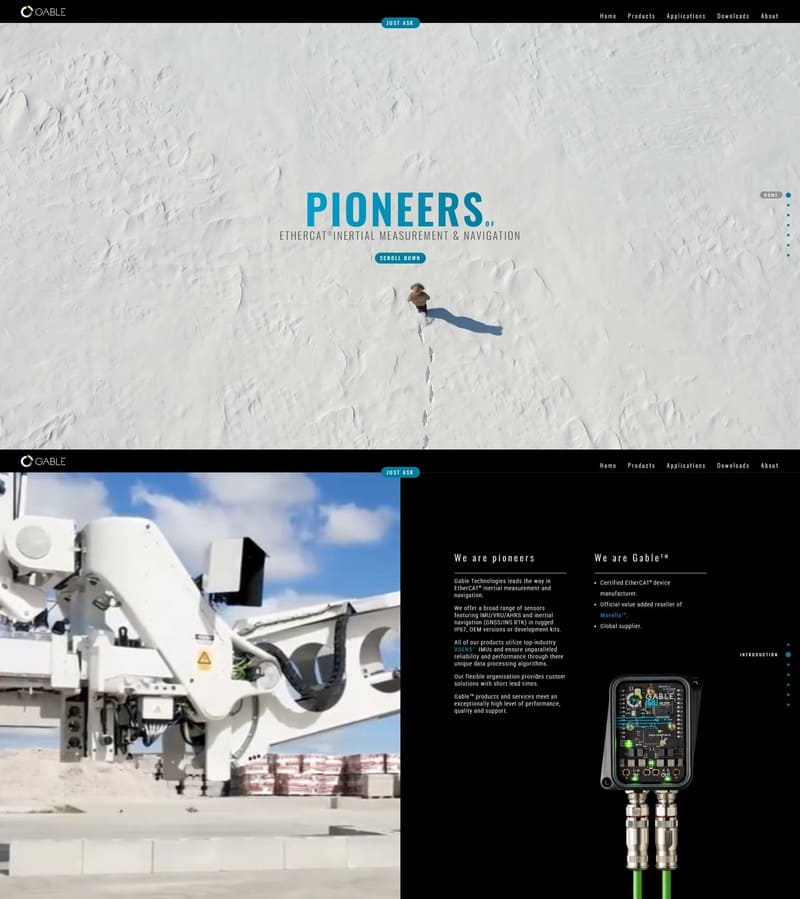 GABLE
JUST ASK
Home Products Applications Downloads About
PIONEERS OF
ETHERCAT® INERTIAL MEASUREMENT & NAVIGATION
HOME
SCROLL DOWN
GABLE
JUST ASK
Home Products Applications Downloads About
We are pioneers
Gable Technologies leads the way in
EtherCAT® inertial measurement and
navigation.
We offer a broad range of sensors
featuring IMU/VRU/AHRS and inertial
navigation (GNSS/INS RTK) in rugged
IP67, OEM versions or development kits.
All of our products utilize top-industry
XSENS™ IMUs and ensure unparalleled
reliability and performance through there
unique data processing algorithms.
Our flexible organisation provides custom
solutions with short lead times.
Gable™ products and services meet an
exceptionally high level of performance,
quality and support.
We are Gable™
• Certified EtherCAT® device
manufacturer.
• Official value added reseller of
Movella™.
• Global supplier.
INTRODUCTION
GABLE
IMU